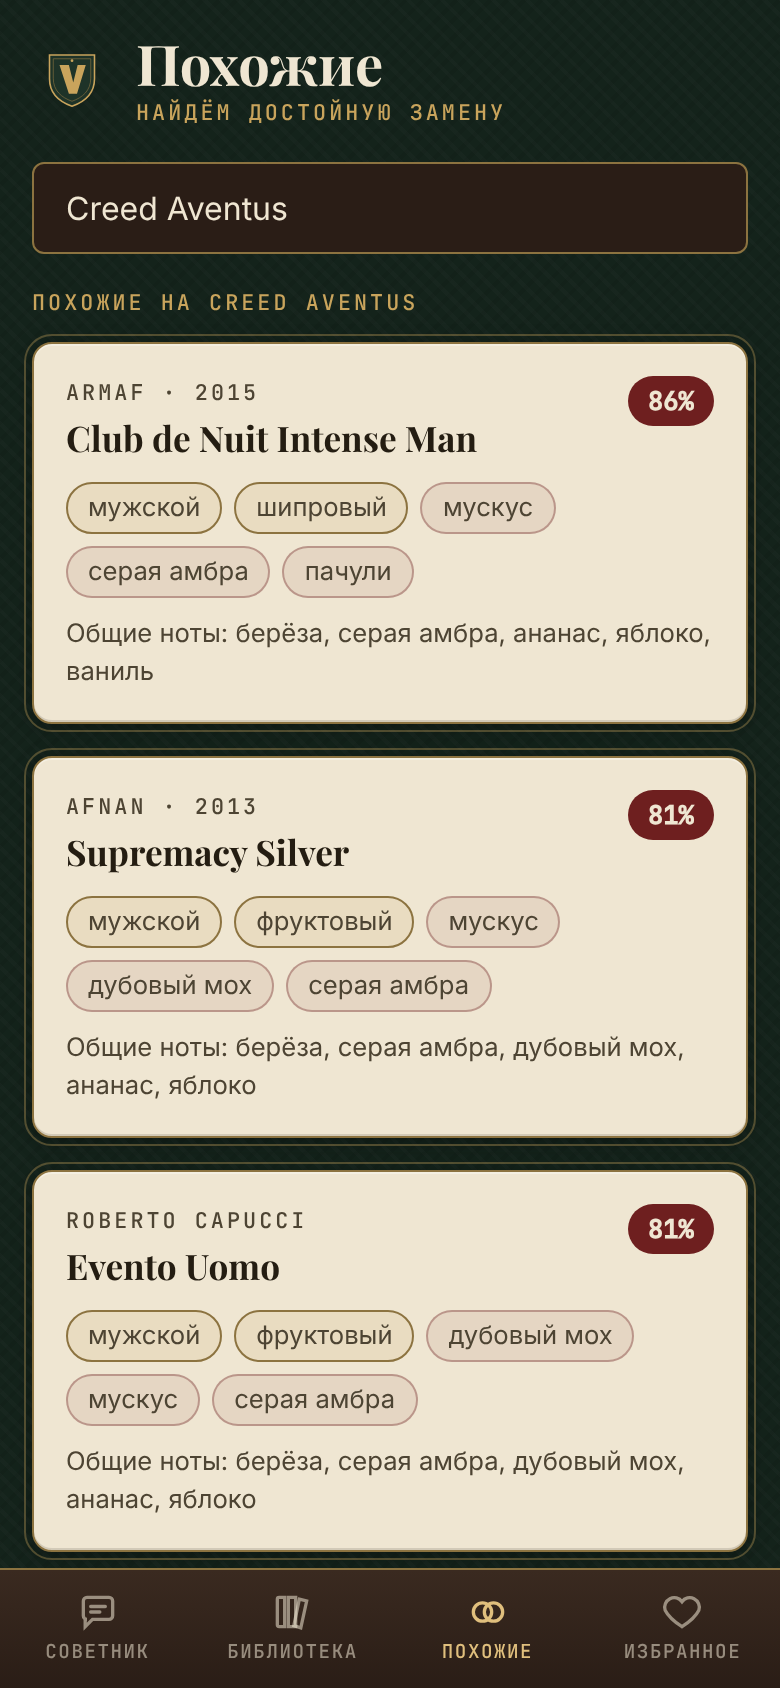 V
Похожие
НАЙДЁМ ДОСТОЙНУЮ ЗАМЕНУ
Creed Aventus
ПОХОЖИЕ НА CREED AVENTUS
ARMAF · 2015
86%
Club de Nuit Intense Man
мужской шипровый мускус
серая амбра пачули
Общие ноты: берёза, серая амбра, ананас, яблоко,
ваниль
AFNAN · 2013
81%
Supremacy Silver
мужской фруктовый мускус
дубовый мох серая амбра
Общие ноты: берёза, серая амбра, дубовый мох,
ананас, яблоко
ROBERTO CAPUCCI
81%
Evento Uomo
мужской фруктовый дубовый мох
мускус серая амбра
Общие ноты: берёза, серая амбра, дубовый мох,
ананас, яблоко
СОВЕТНИК БИБЛИОТЕКА ПОХОЖИЕ ИЗБРАННОЕ